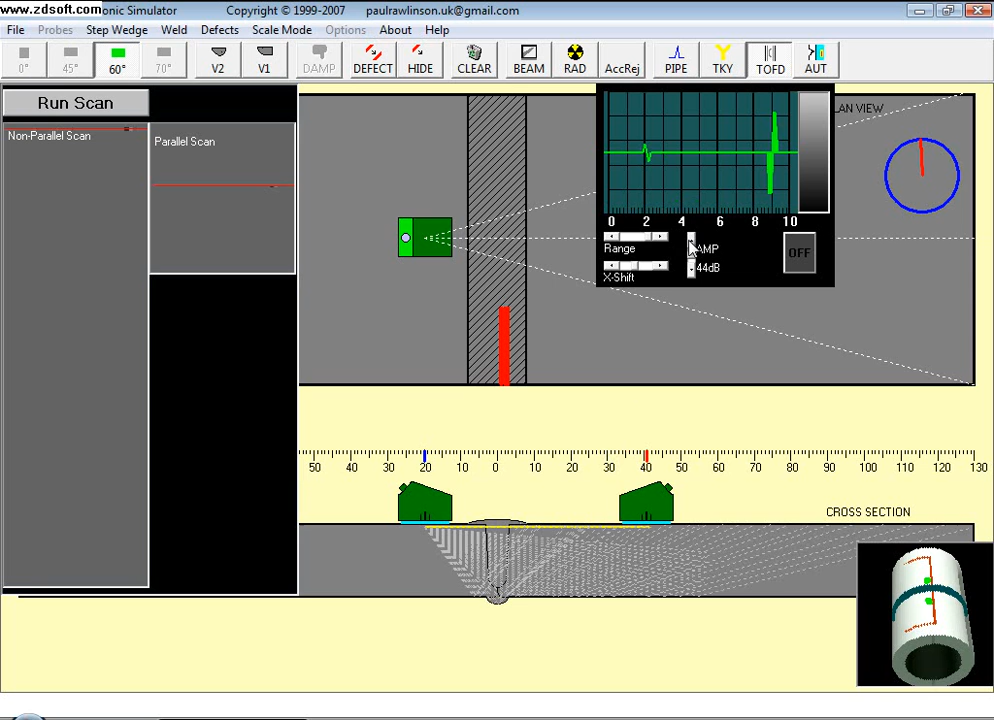 www.zdsoft.com onic Simulator Copyright © 1999-2007 paulrawlinson.uk@gmail.com
File Probes Step Wedge Weld Defects Scale Mode Options About Help
0° 45° 60° 70° V2 V1 DAMP DEFECT HIDE CLEAR BEAM RAD AccRej PIPE TKY TOFD AUT
Run Scan
Non-Parallel Scan
Parallel Scan
LAN VIEW
0 2 4 6 8 10
Range
AMP
OFF
44dB
X-Shift
50 40 30 20 10 0 10 20 30 40 50 60 70 80 90 100 110 120 130
CROSS SECTION